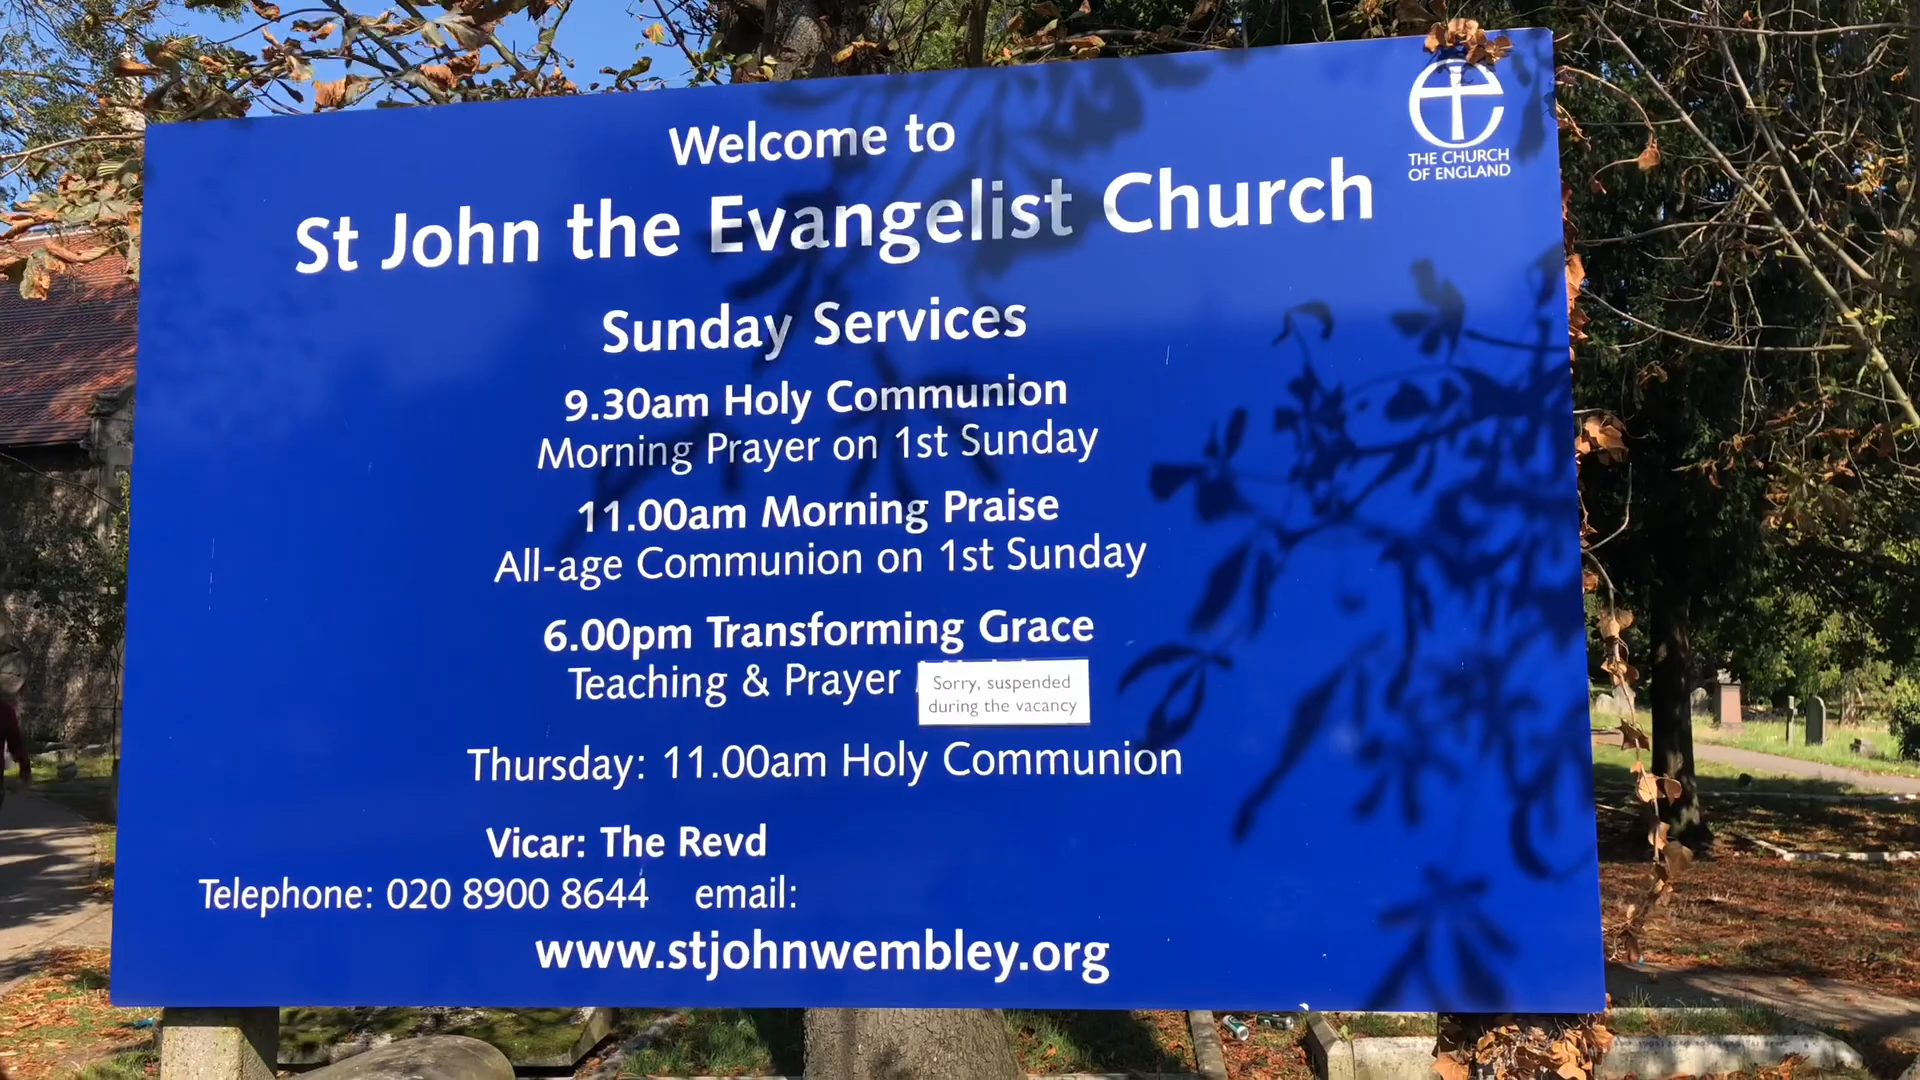 Welcome to
THE CHURCH
OF ENGLAND
St John the Evangelist Church
Sunday Services
9.30am Holy Communion
Morning Prayer on 1st Sunday
11.00am Morning Praise
All-age Communion on 1st Sunday
6.00pm Transforming Grace
Teaching & Prayer
Sorry, suspended
during the vacancy
Thursday: 11.00am Holy Communion
Vicar: The Revd
Telephone: 020 8900 8644 email:
www.stjohnwembley.org